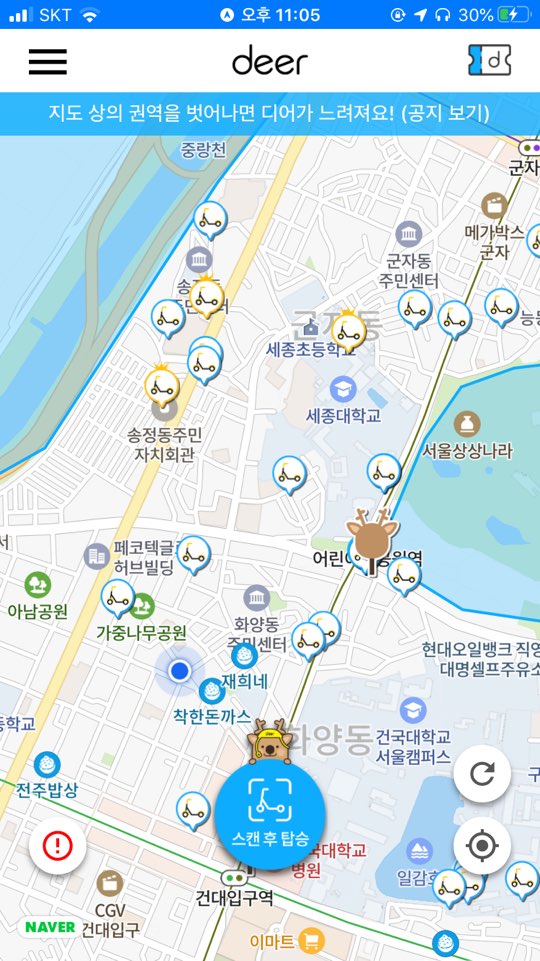 SKT
오후 11:05
30%
deer
d
지도 상의 권역을 벗어나면 디어가 느려져요! (공지 보기)
중랑천
군자
메가박스
군자
군자동
주민센터
세종초등학교
세종대학교
송정동주민
자치회관
서울상상나라
페코텍글
허브빌딩
아남공원
가중나무공원
화양동
주민센터
현대오일뱅크 직영
대명셀프주유소
재희네
착한돈까스
화양동
건국대학교
서울캠퍼스
전주밥상
스캔 후 탑승
국대학교
병원
건대입구역
CGV
건대입구
NAVER
이마트